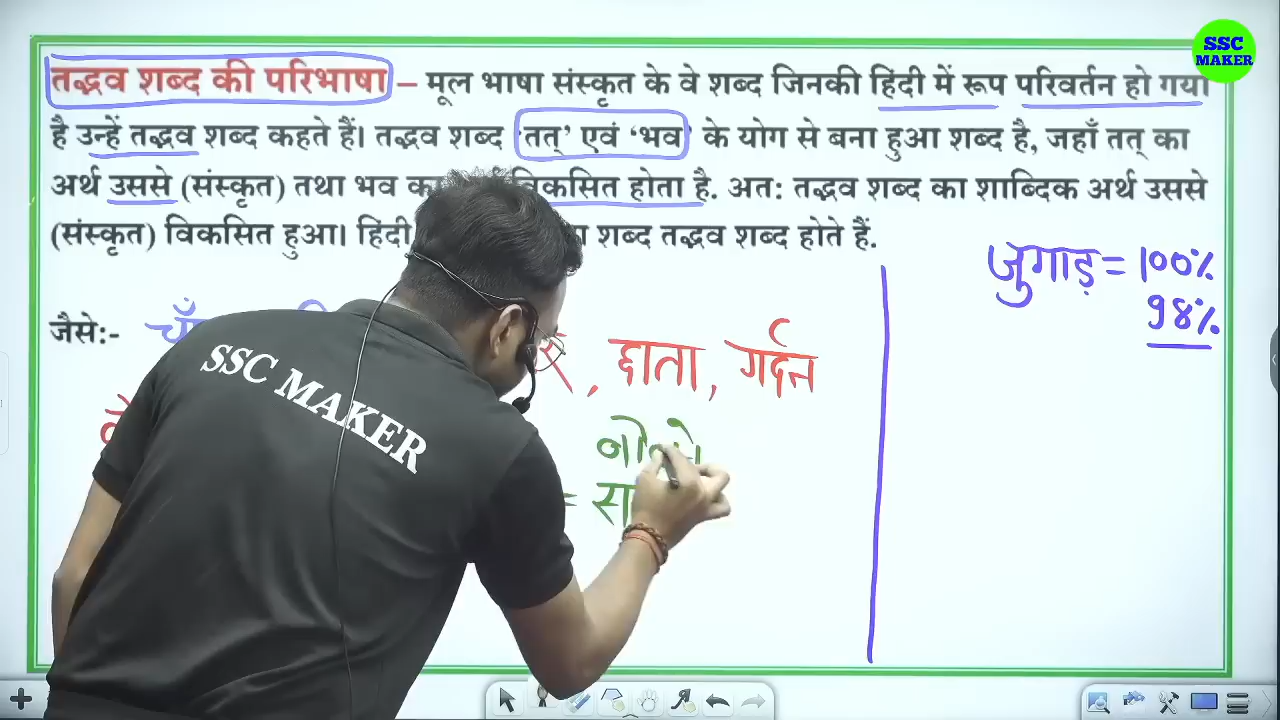 SSC
MAKER
तद्भव शब्द की परिभाषा – मूल भाषा संस्कृत के वे शब्द जिनकी हिंदी में रूप परिवर्तन हो गया
है उन्हें तद्भव शब्द कहते हैं। तद्भव शब्द 'तत्' एवं 'भव' के योग से बना हुआ शब्द है, जहाँ तत् का
अर्थ उससे (संस्कृत) तथा भव का विकसित होता है. अत: तद्भव शब्द का शाब्दिक अर्थ उससे
(संस्कृत) विकसित हुआ। हिंदी शब्द तद्भव शब्द होते हैं.
जुगाड़ = 100%
98%
जैसे:-
, दाता, गर्दन
=
SSC MAKER